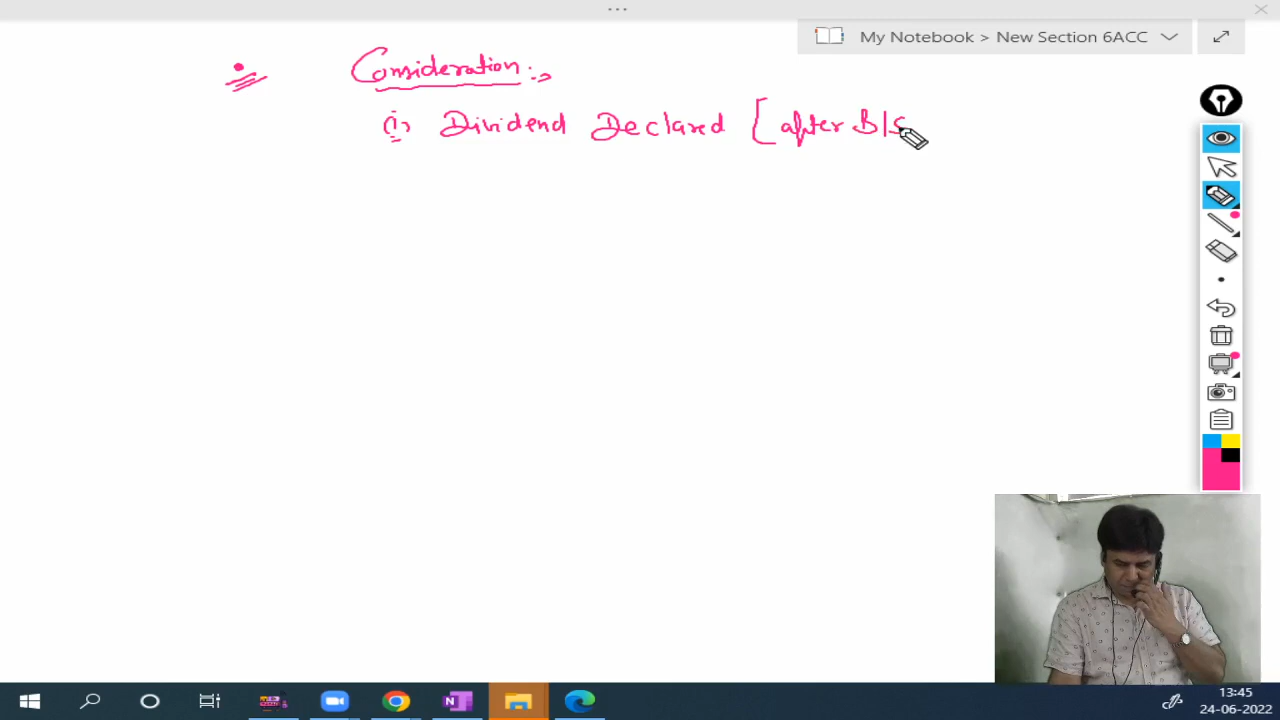 My Notebook > New Section 6ACC
Consideration :-
(i) Dividend Declared [after B/S
13:45
24-06-2022